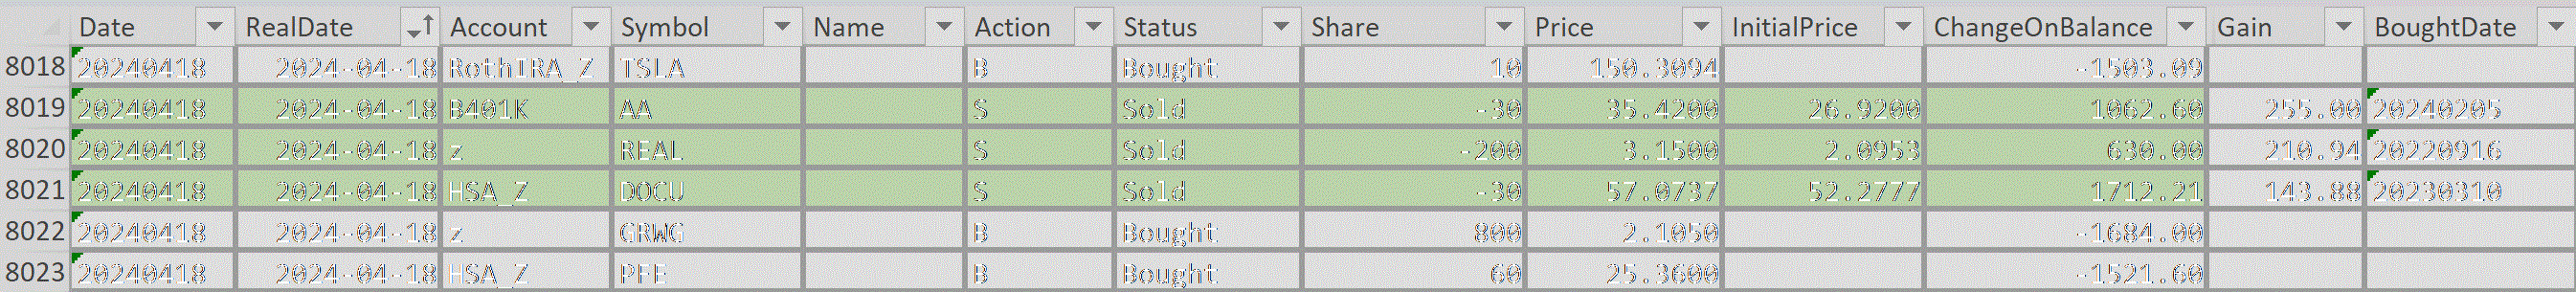 Date RealDate Account Symbol Name Action Status Share Price InitialPrice ChangeOnBalance Gain BoughtDate
8018 20240418 2024-04-18 RothIRA_Z TSLA B Bought 10 150.3094 -1503.09
8019 20240418 2024-04-18 B401K AA S Sold -30 35.4200 26.9200 1062.60 255.00 20240205
8020 20240418 2024-04-18 z REAL S Sold -200 3.1500 2.0953 630.00 210.94 20220916
8021 20240418 2024-04-18 HSA_Z DOCU S Sold -30 57.0737 52.2777 1712.21 143.88 20230310
8022 20240418 2024-04-18 z GRWG B Bought 800 2.1050 -1684.00
8023 20240418 2024-04-18 HSA_Z PFE B Bought 60 25.3600 -1521.60